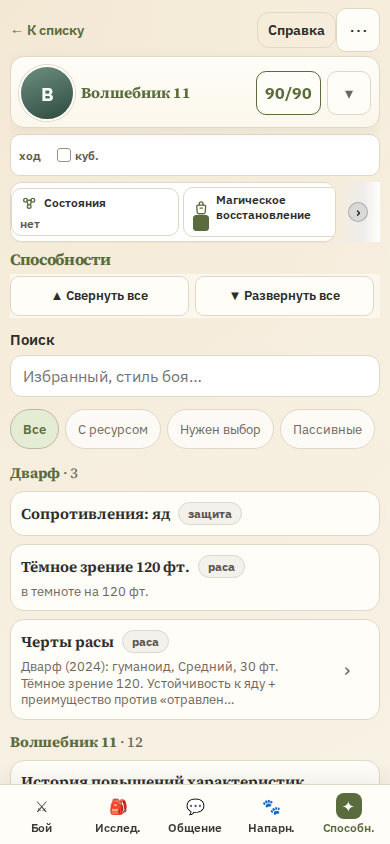 ← К списку
Справка
...
В
Волшебник 11
90/90
▼
ход
куб.
Состояния
нет
Магическое
восстановление
›
Способности
▲ Свернуть все
▼ Развернуть все
Поиск
Избранный, стиль боя...
Все
С ресурсом
Нужен выбор
Пассивные
Дварф · 3
Сопротивления: яд
защита
Тёмное зрение 120 фт.
раса
в темноте на 120 фт.
Черты расы
раса
Дварф (2024): гуманоид, Средний, 30 фт.
Тёмное зрение 120. Устойчивость к яду +
преимущество против «отравлен...
›
Волшебник 11 · 12
История повышений характеристик
Бой
Исслед.
Общение
Напарн.
Способн.